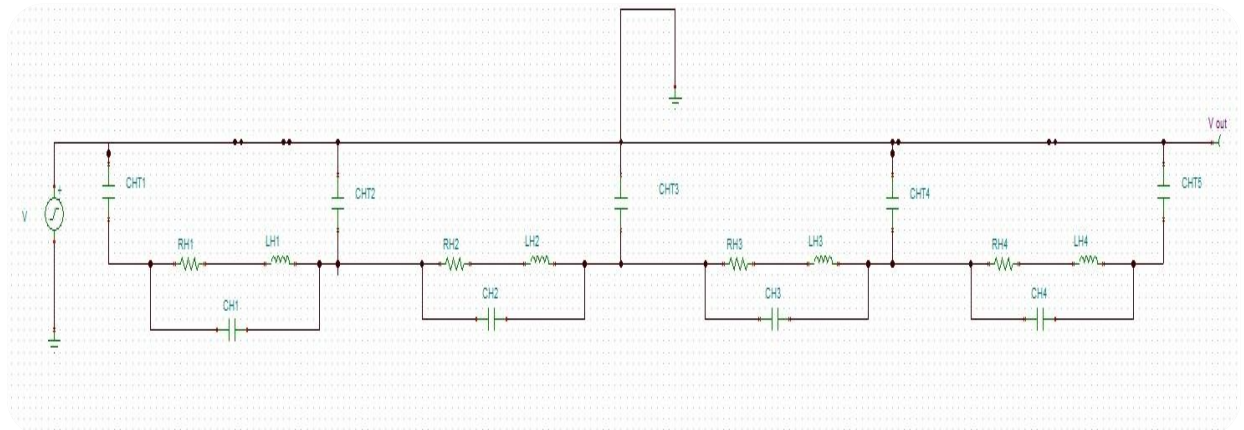 V out
CHT1
CHT2
CHT3
CHT4
CHT5
V
+
RH1
LH1
RH2
LH2
RH3
LH3
RH4
LH4
CH1
CH2
CH3
CH4